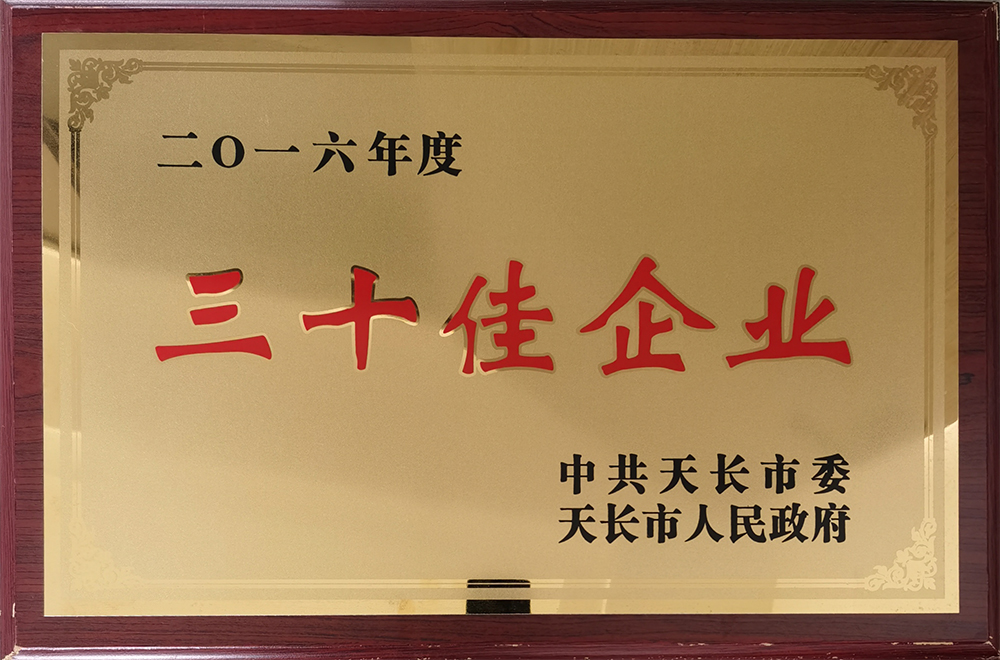 二O一六年度
三十佳企业
中共天长市委
天长市人民政府